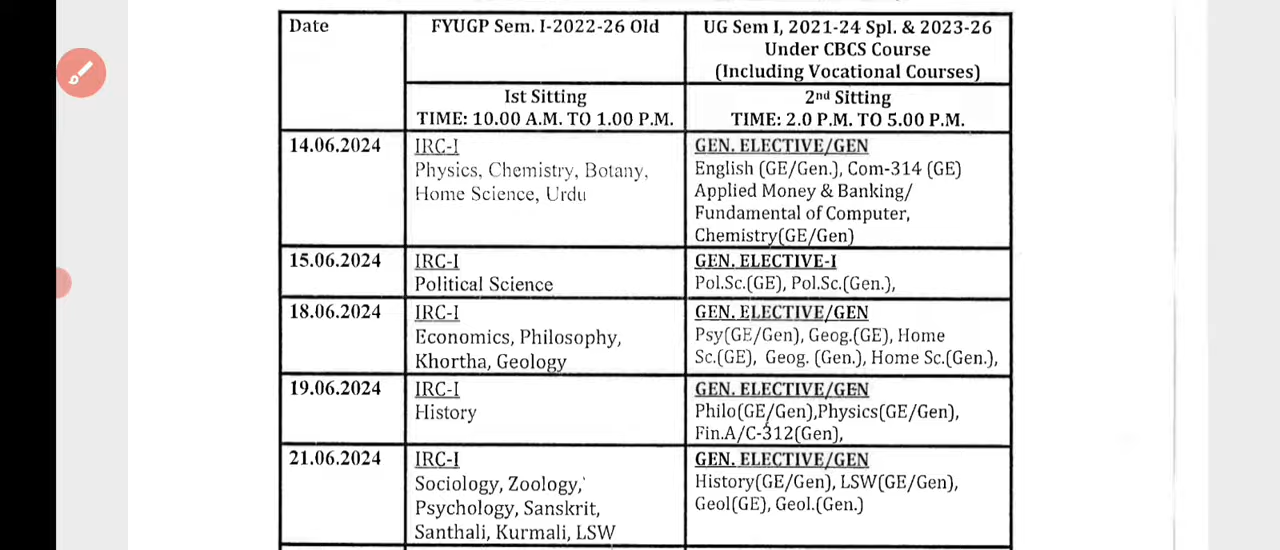 Date
FYUGP Sem. I-2022-26 Old
UG Sem I, 2021-24 Spl. & 2023-26
Under CBCS Course
(Including Vocational Courses)
Ist Sitting
TIME: 10.00 A.M. TO 1.00 P.M.
2nd Sitting
TIME: 2.0 P.M. TO 5.00 P.M.
14.06.2024
IRC-I
Physics, Chemistry, Botany,
Home Science, Urdu
GEN. ELECTIVE/GEN
English (GE/Gen.), Com-314 (GE)
Applied Money & Banking/
Fundamental of Computer,
Chemistry(GE/Gen)
15.06.2024
IRC-I
Political Science
GEN. ELECTIVE-I
Pol.Sc.(GE), Pol.Sc.(Gen.),
18.06.2024
IRC-I
Economics, Philosophy,
Khortha, Geology
GEN. ELECTIVE/GEN
Psy(GE/Gen), Geog.(GE), Home
Sc.(GE), Geog. (Gen.), Home Sc.(Gen.),
19.06.2024
IRC-I
History
GEN. ELECTIVE/GEN
Philo(GE/Gen),Physics(GE/Gen),
Fin.A/C-312(Gen),
21.06.2024
IRC-I
Sociology, Zoology,
Psychology, Sanskrit,
Santhali, Kurmali, LSW
GEN. ELECTIVE/GEN
History(GE/Gen), LSW(GE/Gen),
Geol(GE), Geol.(Gen.)